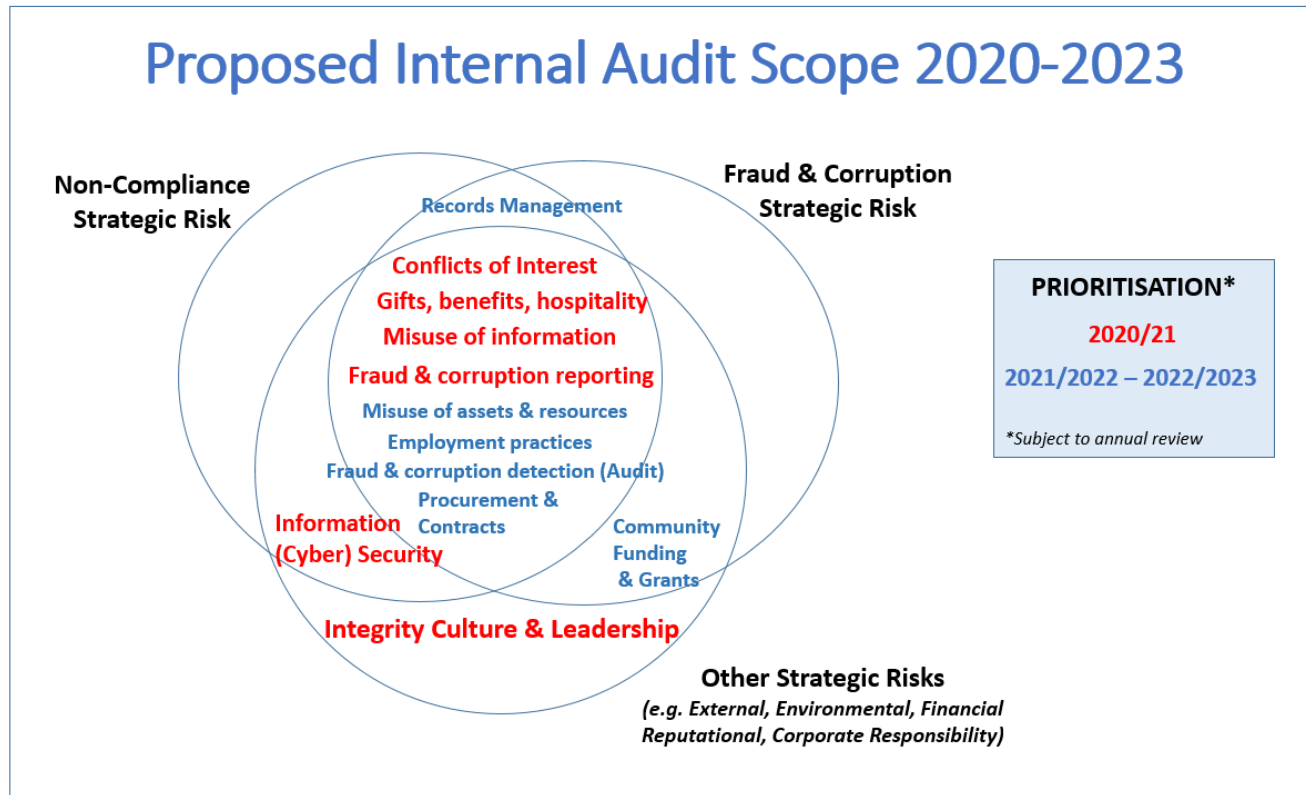 Proposed Internal Audit Scope 2020-2023
Non-Compliance
Strategic Risk
Fraud & Corruption
Strategic Risk
Records Management
Conflicts of Interest
Gifts, benefits, hospitality
Misuse of information
Fraud & corruption reporting
Misuse of assets & resources
Employment practices
Fraud & corruption detection (Audit)
Procurement &
Contracts
Information
(Cyber) Security
Community
Funding
& Grants
Integrity Culture & Leadership
Other Strategic Risks
(e.g. External, Environmental, Financial
Reputational, Corporate Responsibility)
PRIORITISATION*
2020/21
2021/2022 – 2022/2023
*Subject to annual review